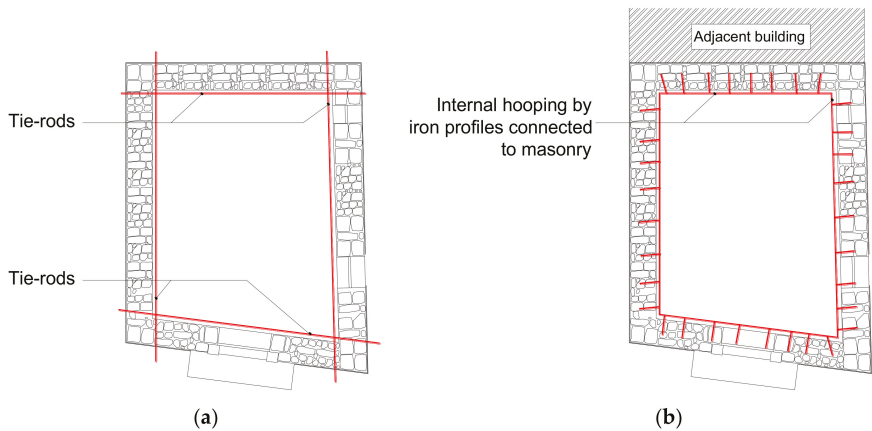 Adjacent building
Tie-rods
Internal hooping by
iron profiles connected
to masonry
Tie-rods
(a)
(b)